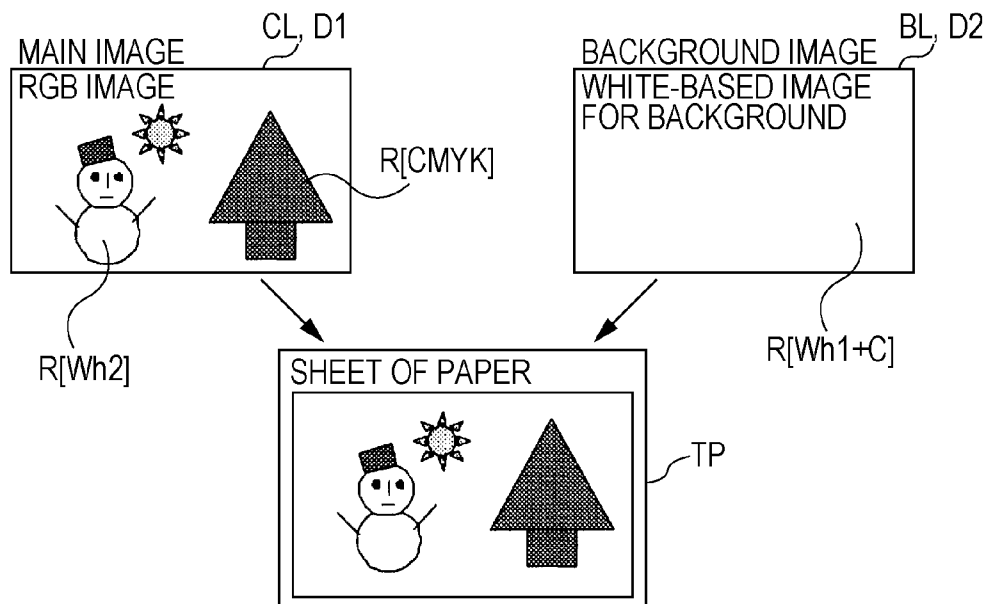 CL, D1
MAIN IMAGE
RGB IMAGE
R[CMYK]
R[Wh2]
BL, D2
BACKGROUND IMAGE
WHITE-BASED IMAGE
FOR BACKGROUND
R[Wh1+C]
SHEET OF PAPER
TP